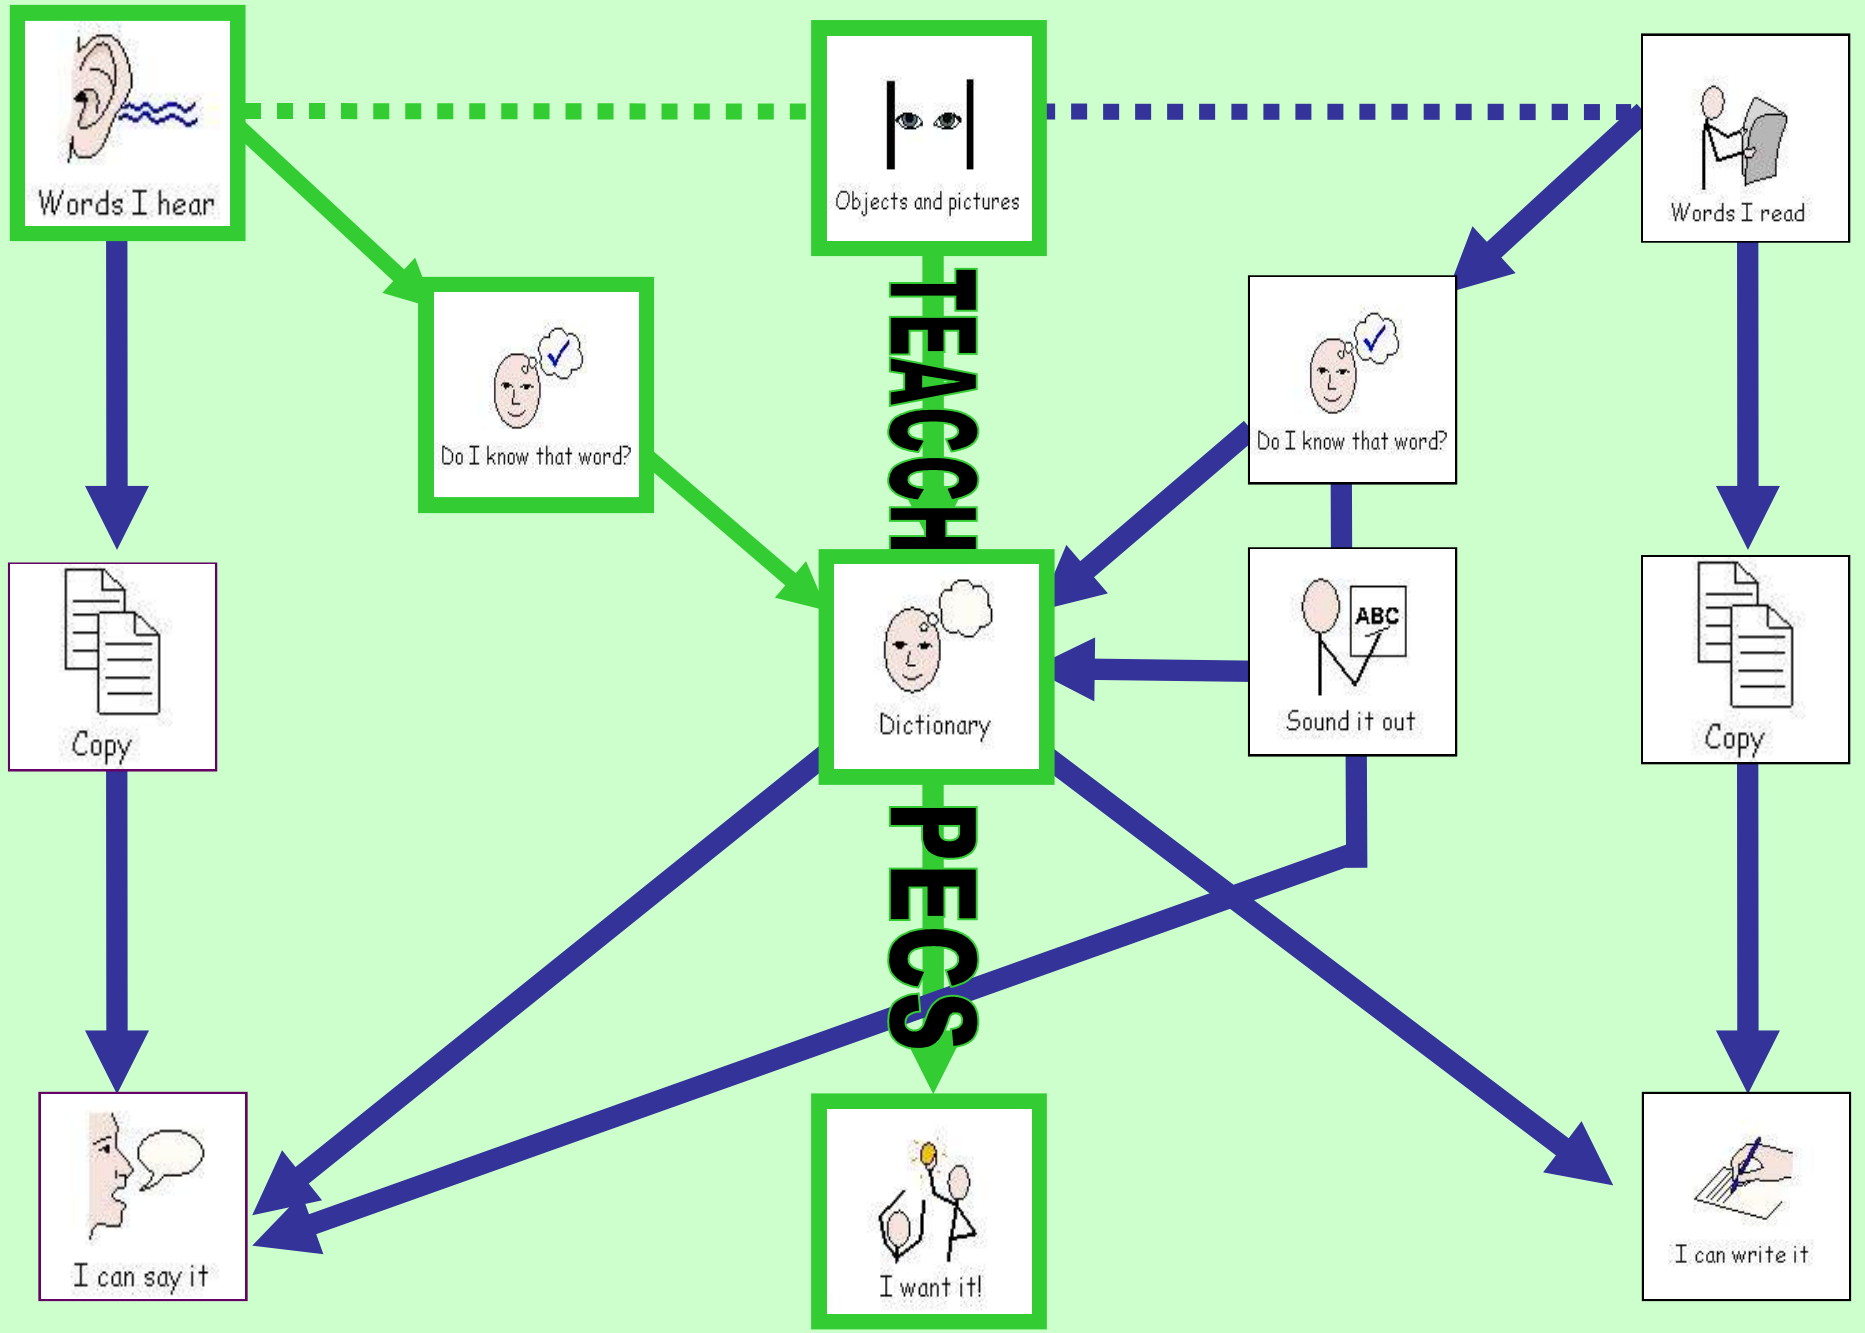 Words I hear
Objects and pictures
Words I read
Do I know that word?
TEACCH
Do I know that word?
Copy
Dictionary
ABC
Sound it out
Copy
PECS
I can say it
I want it!
I can write it